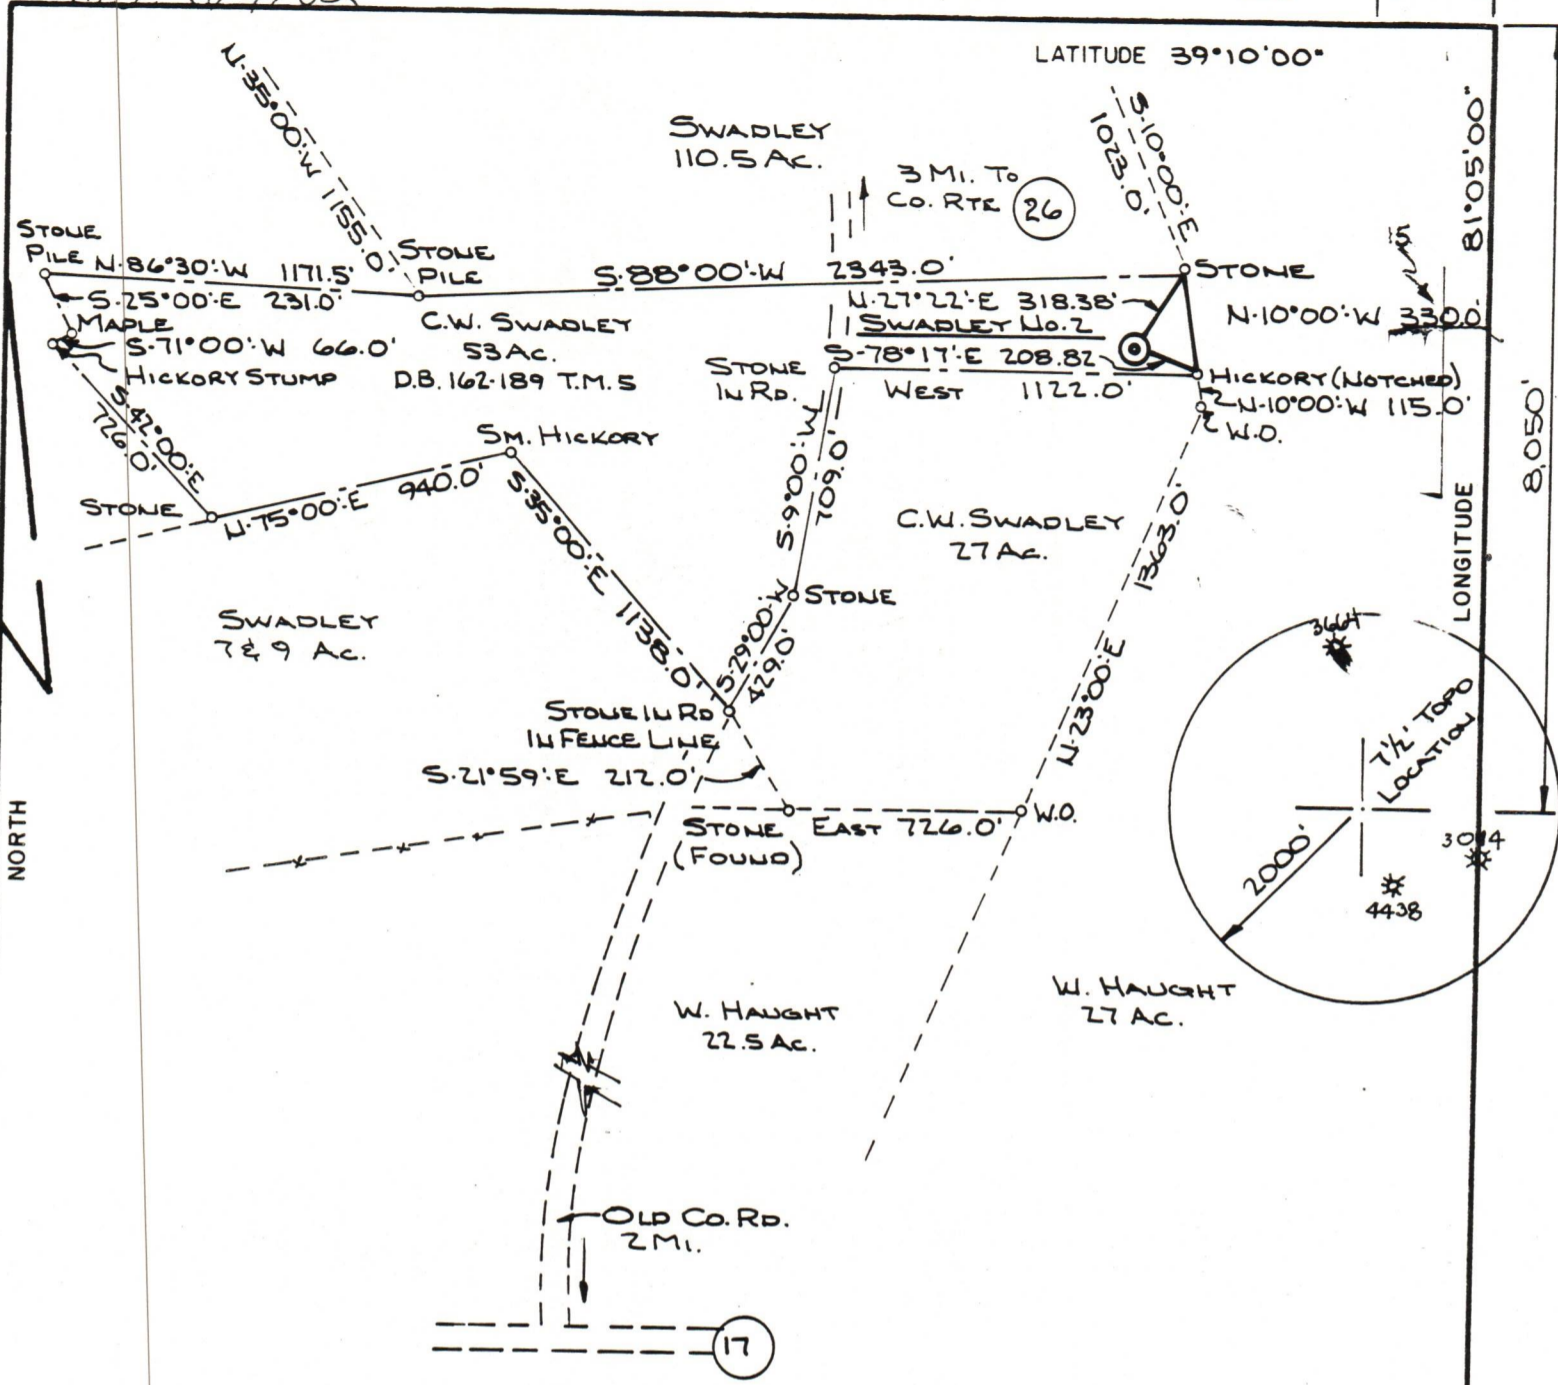 LATITUDE 39°10'00"
N-35°00'-W 1155.0'
SWADLEY
110.5 Ac.
3 MI. TO
CO. RTE 26
S-10°00'-E
1023.0'
81°05'00"
STONE
PILE
N-86°30'-W 1171.5'
STONE
PILE
S-88°00'-W 2343.0'
STONE
S-25°00'-E 231.0'
N-27°22'-E 318.38'
N-10°00'-W 330.0'
MAPLE
C.W. SWADLEY
53 Ac.
D.B. 162-189 T.M. 5
SWADLEY NO. 2
S-71°00'-W 66.0'
HICKORY STUMP
S-78°17'-E 208.82
STONE
IN RD.
WEST 1122.0'
HICKORY (NOTCHED)
N-10°00'-W 115.0'
W.O.
8,050'
S-42°00'-E
726.0'
SM. HICKORY
STONE
N-75°00'-E 940.0'
S-35°00'-E 1138.0'
S-9°00'-W
709.0'
C.W. SWADLEY
27 Ac.
1363.0'
N-23°00'-E
LONGITUDE
STONE
SWADLEY
7 & 9 Ac.
S-29°00'-W
429.0'
3664
STONE IN RD
IN FENCE LINE
7½' TOPO
LOCATION
S-21°59'-E 212.0'
NORTH
STONE
(FOUND)
EAST 726.0'
W.O.
2000'
3014
4438
W. HAUGHT
22.5 Ac.
W. HAUGHT
27 AC.
OLD CO. RD.
2 MI.
17